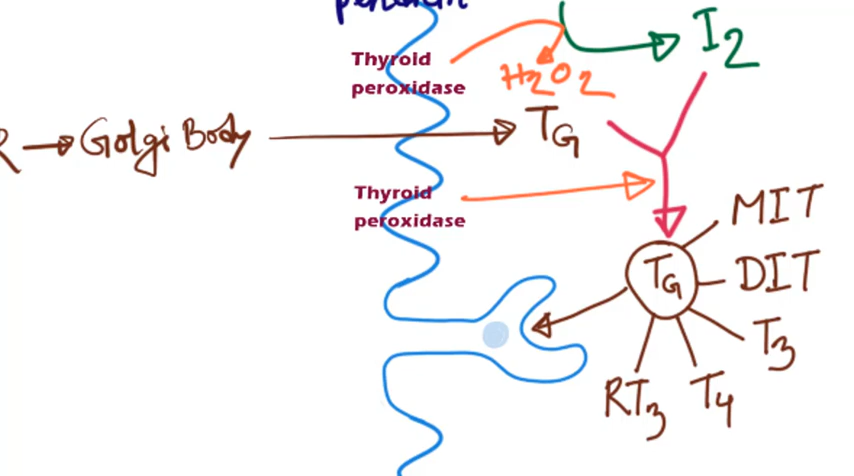 Thyroid
peroxidase
H2O2
I2
R → Golgi Body
TG
Thyroid
peroxidase
MIT
TG
DIT
T3
RT3
T4